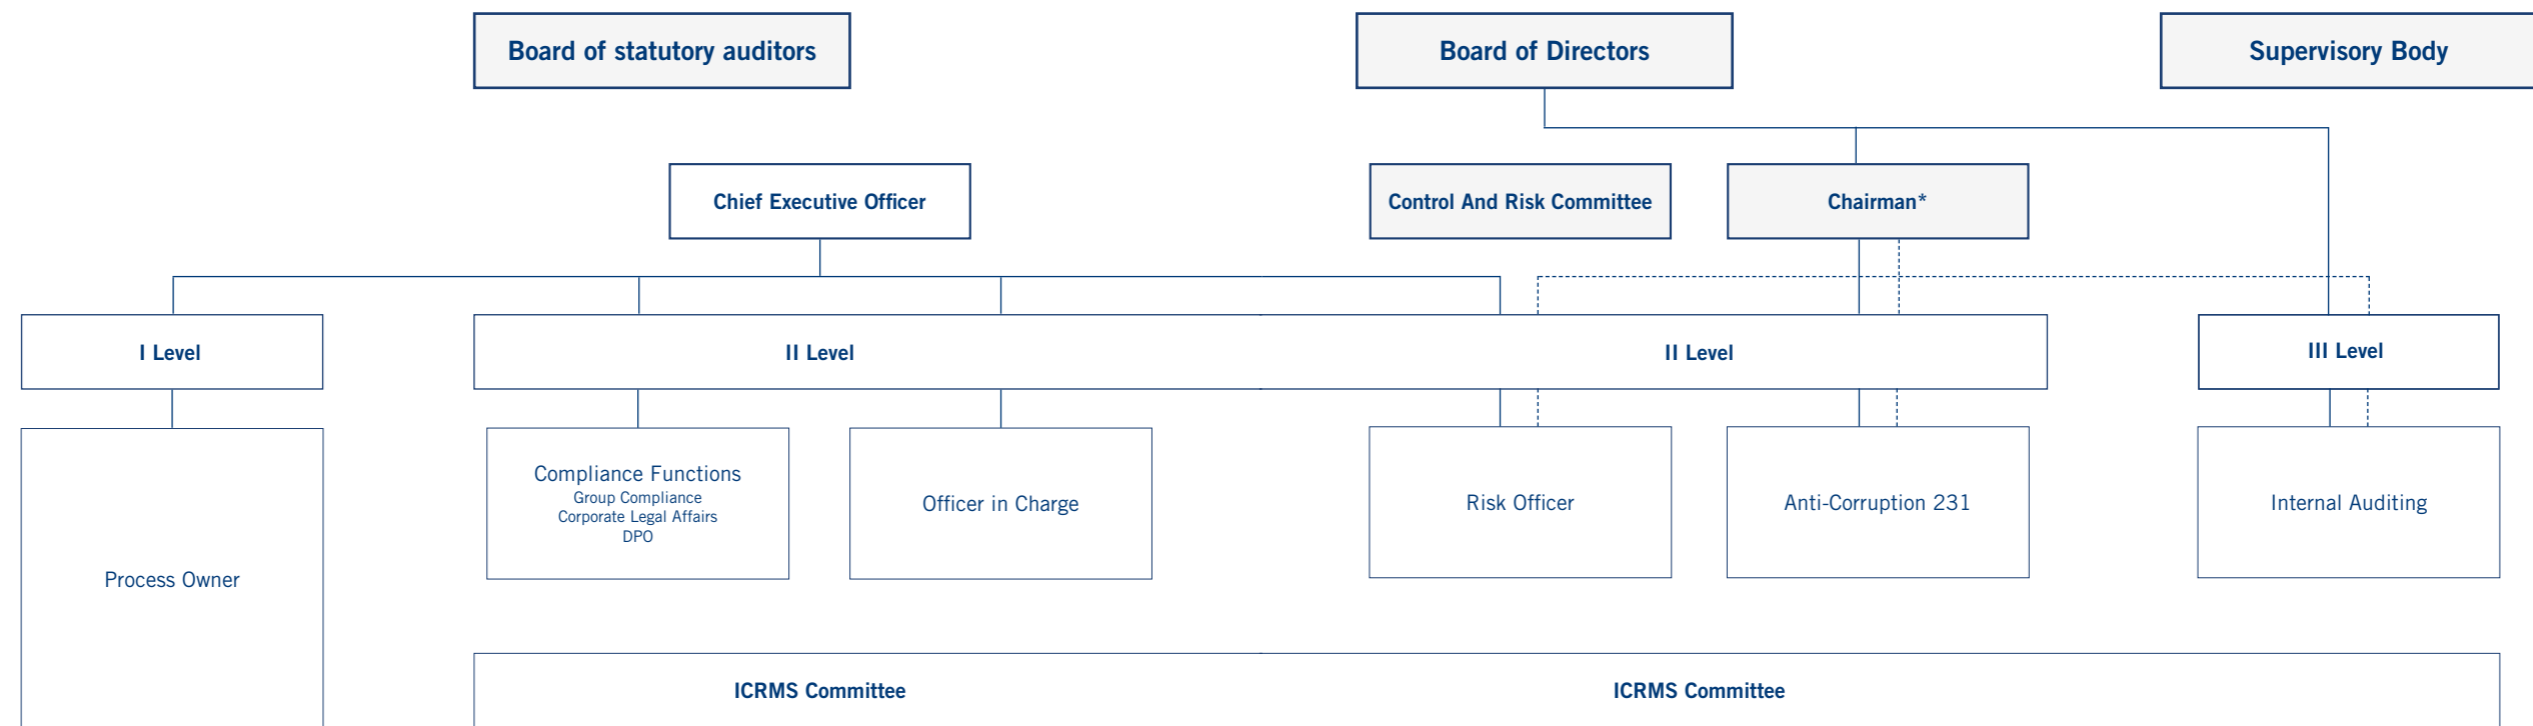 Board of statutory auditors
Board of Directors
Supervisory Body
Chief Executive Officer
Control And Risk Committee
Chairman*
I Level
II Level
II Level
III Level
Process Owner
Compliance Functions
Group Compliance
Corporate Legal Affairs
DPO
Officer in Charge
Risk Officer
Anti-Corruption 231
Internal Auditing
ICRMS Committee
ICRMS Committee